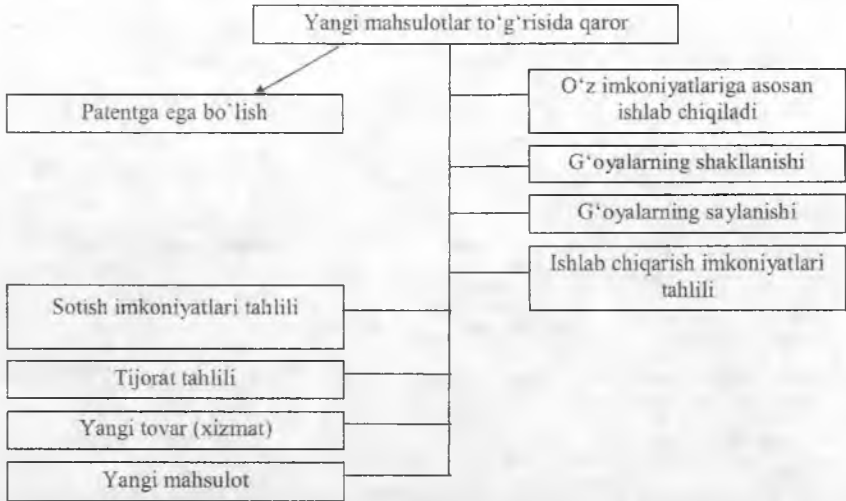 Yangi mahsulotlar to‘g‘risida qaror
Patentga ega bo`lish
O‘z imkoniyatlariga asosan
ishlab chiqiladi
G‘oyalarning shakllanishi
G‘oyalarning saylanishi
Ishlab chiqarish imkoniyatlari
tahlili
Sotish imkoniyatlari tahlili
Tijorat tahlili
Yangi tovar (xizmat)
Yangi mahsulot